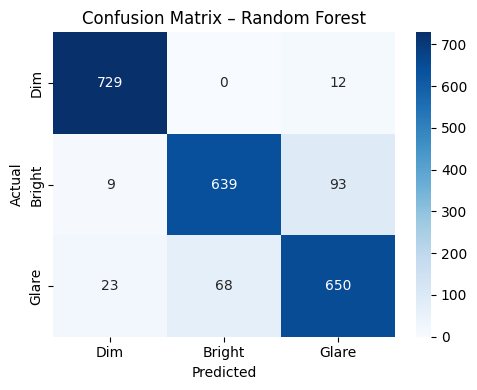 Confusion Matrix – Random Forest
Actual
Dim 729 0 12
Bright 9 639 93
Glare 23 68 650
Dim Bright Glare
Predicted
700
600
500
400
300
200
100
0